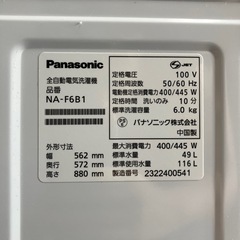 Panasonic
全自動電気洗濯機
品番
NA-F6B1
JET
定格電圧 100 V
定格周波数 50/60 Hz
電動機定格消費電力 400/445 W
定格時間 洗いのみ 10 分
標準洗濯容量 6.0 kg
パナソニック株式会社
中国製
外形寸法
幅 562 mm
奥行 572 mm
高さ 880 mm
最大消費電力 400/445 W
標準水量 49 L
標準使用水量 116 L
製造番号 2322400541